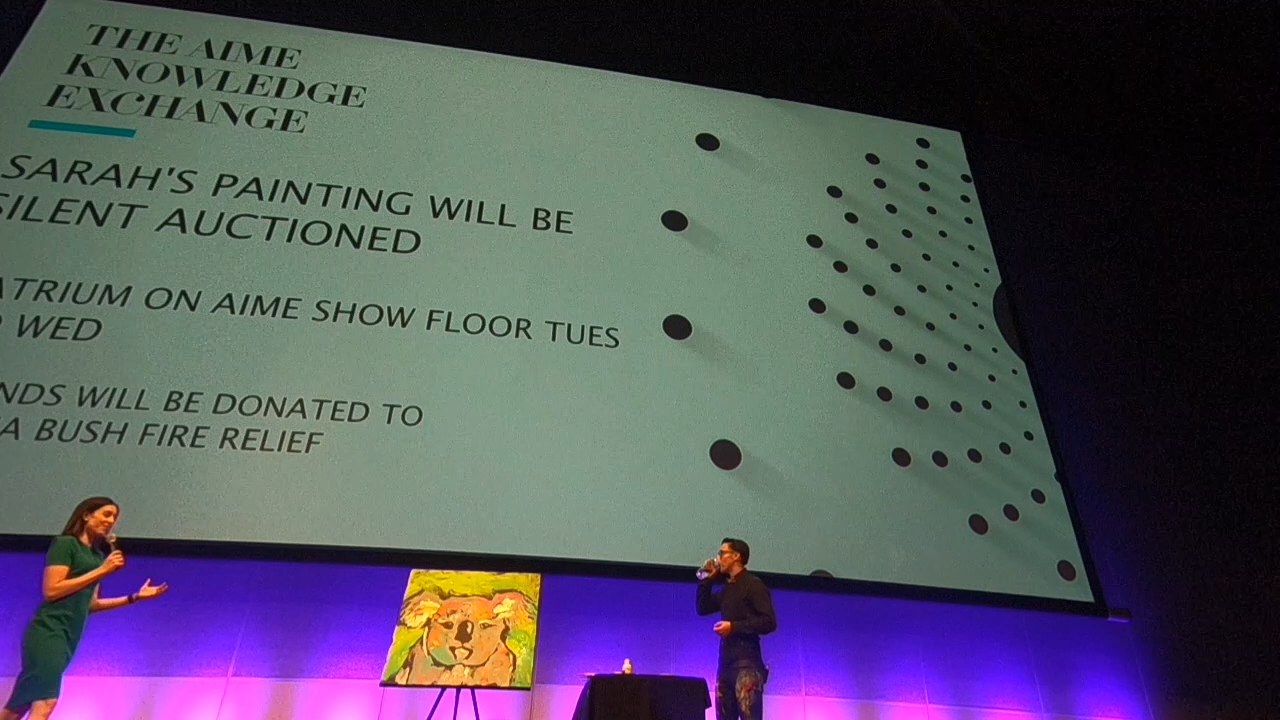 THE AIME
KNOWLEDGE
EXCHANGE
SARAH'S PAINTING WILL BE
SILENT AUCTIONED
ATRIUM ON AIME SHOW FLOOR TUES
WED
WILL BE DONATED TO
BUSH FIRE RELIEF